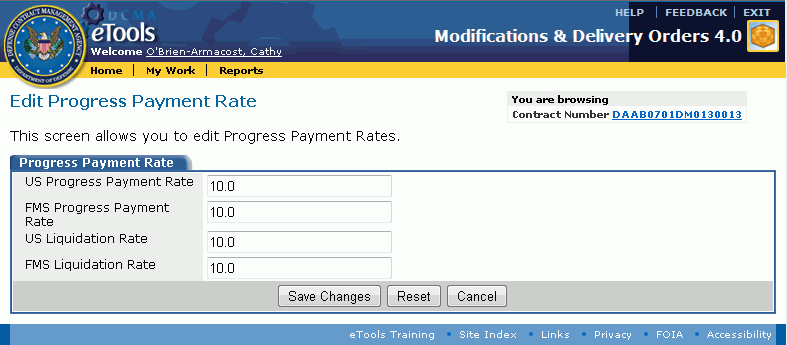 HELP | FEEDBACK | EXIT
DCMA
eTools
Modifications & Delivery Orders 4.0
Welcome O'Brien-Armacost, Cathy
DEFENSE CONTRACT MANAGEMENT AGENCY
DEPARTMENT OF DEFENSE
Home | My Work | Reports
Edit Progress Payment Rate
You are browsing
Contract Number DAAB0701DM0130013
This screen allows you to edit Progress Payment Rates.
Progress Payment Rate
US Progress Payment Rate 10.0
FMS Progress Payment
Rate 10.0
US Liquidation Rate 10.0
FMS Liquidation Rate 10.0
Save Changes Reset Cancel
eTools Training • Site Index • Links • Privacy • FOIA • Accessibility